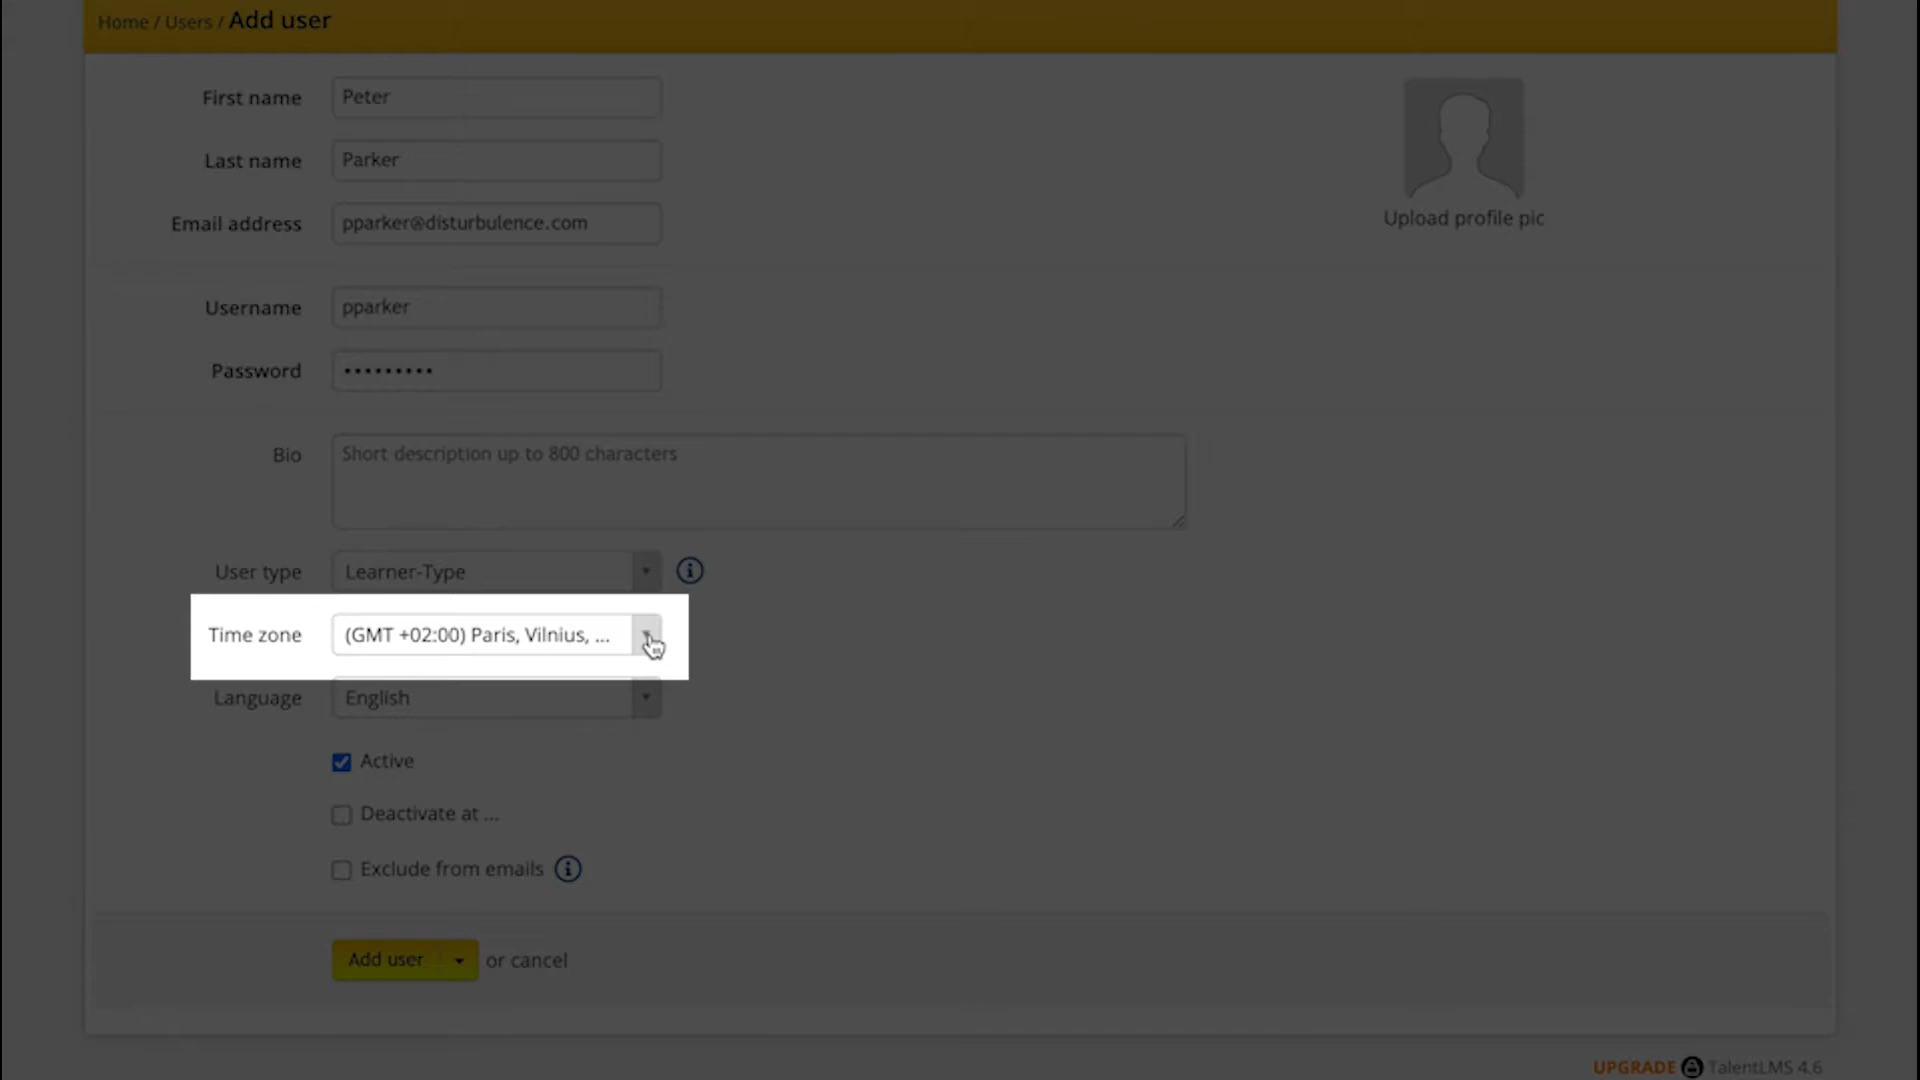 Home / Users / Add user
First name Peter
Last name Parker
Email address pparker@disturbulence.com
Upload profile pic
Username pparker
Password •••••••••
Bio Short description up to 800 characters
User type Learner-Type
Time zone (GMT +02:00) Paris, Vilnius, ...
Language English
Active
Deactivate at ...
Exclude from emails
Add user or cancel
UPGRADE TalentLMS 4.6